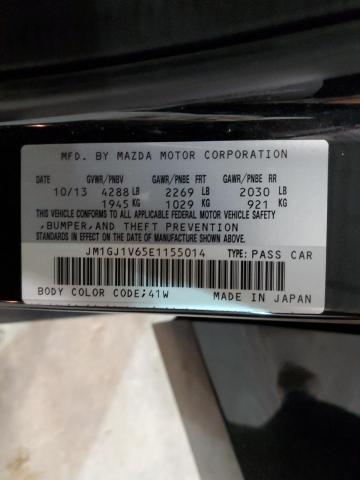 MFD. BY MAZDA MOTOR CORPORATION
DATE GVWR/PNBV GAWR/PNBE FRT GAWR/PNBE RR
10/13 4288 LB 2269 LB 2030 LB
1945 KG 1029 KG 921 KG
THIS VEHICLE CONFORMS TO ALL APPLICABLE FEDERAL MOTOR VEHICLE SAFETY
,BUMPER,AND THEFT PREVENTION
STANDARDS IN EFFECT ON THE DATE OF MANUFACTURE SHOWN ABOVE.
JM1GJ1V65E1155014 TYPE: PASS CAR
BODY COLOR CODE;41W MADE IN JAPAN